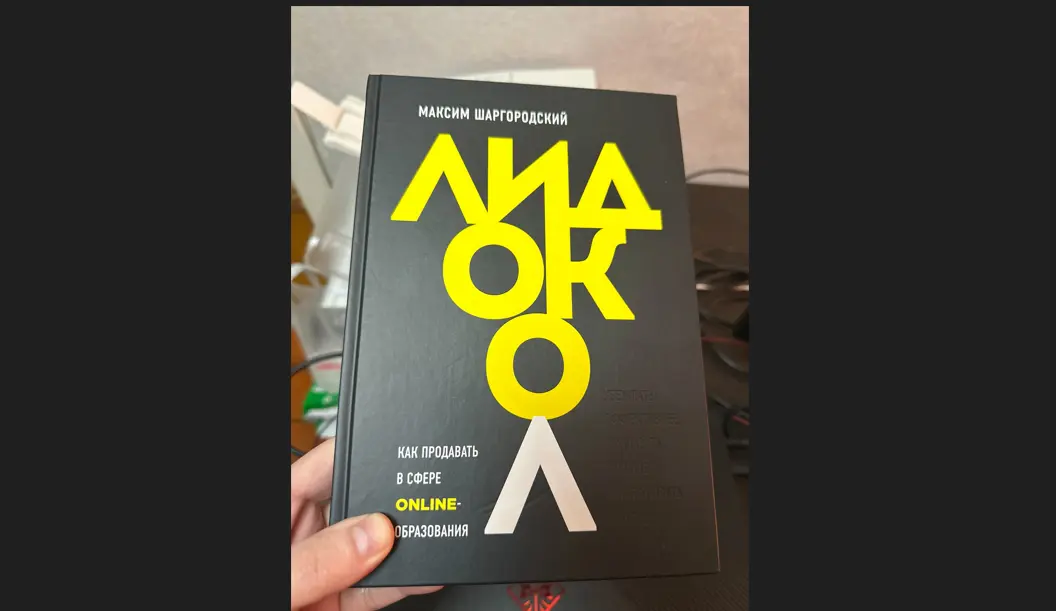 МАКСИМ ШАРГОРОДСКИЙ
ЛИД
ОК
О
Л
КАК ПРОДАВАТЬ
В СФЕРЕ
ONLINE-
ОБРАЗОВАНИЯ